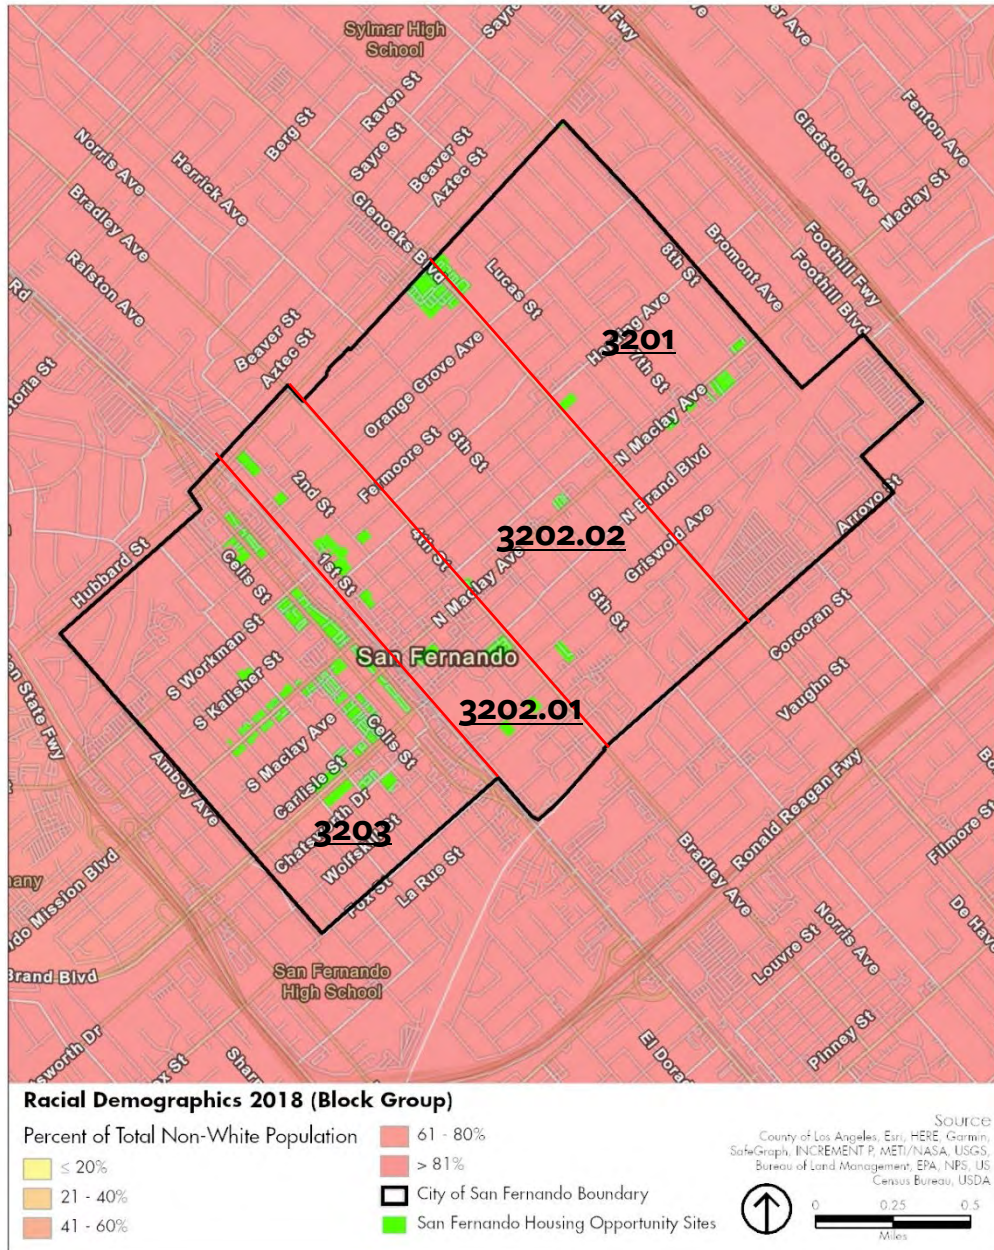 Sylmar High
School
Fenton Ave
Gladstone Ave
Maclay St
Raven St
Berg St
Sayre St
Beaver St
Aztec St
Norris Ave
Herrick Ave
Bradley Ave
Ralston Ave
Glenoaks Blvd
Foothill Fwy
Foothill Blvd
Bromont Ave
8th St
Lucas St
Rd
Beaver St
Aztec St
3201
7th St
Orange Grove Ave
N Maclay Ave
5th St
Fermoore St
2nd St
N Brand Blvd
Arroyo St
3202.02
4th St
Griswold Ave
1st St
Hubbard St
Celis St
N Maclay Ave
5th St
Corcoran St
San Fernando
S Workman St
S Kalisher St
Vaughn St
3202.01
Celis St
S Maclay Ave
Amboy Ave
Carlisle St
3203
Wolfskill St
Fox St
La Rue St
Bradley Ave
Ronald Reagan Fwy
Filmore St
Norris Ave
Louvre St
Brand Blvd
San Fernando
High School
Pinney St
Racial Demographics 2018 (Block Group)
Percent of Total Non-White Population
≤ 20%
21 - 40%
41 - 60%
61 - 80%
> 81%
City of San Fernando Boundary
San Fernando Housing Opportunity Sites
Source
County of Los Angeles, Esri, HERE, Garmin,
SafeGraph, INCREMENT P, METI/NASA, USGS,
Bureau of Land Management, EPA, NPS, US
Census Bureau, USDA
0 0.25 0.5
Miles